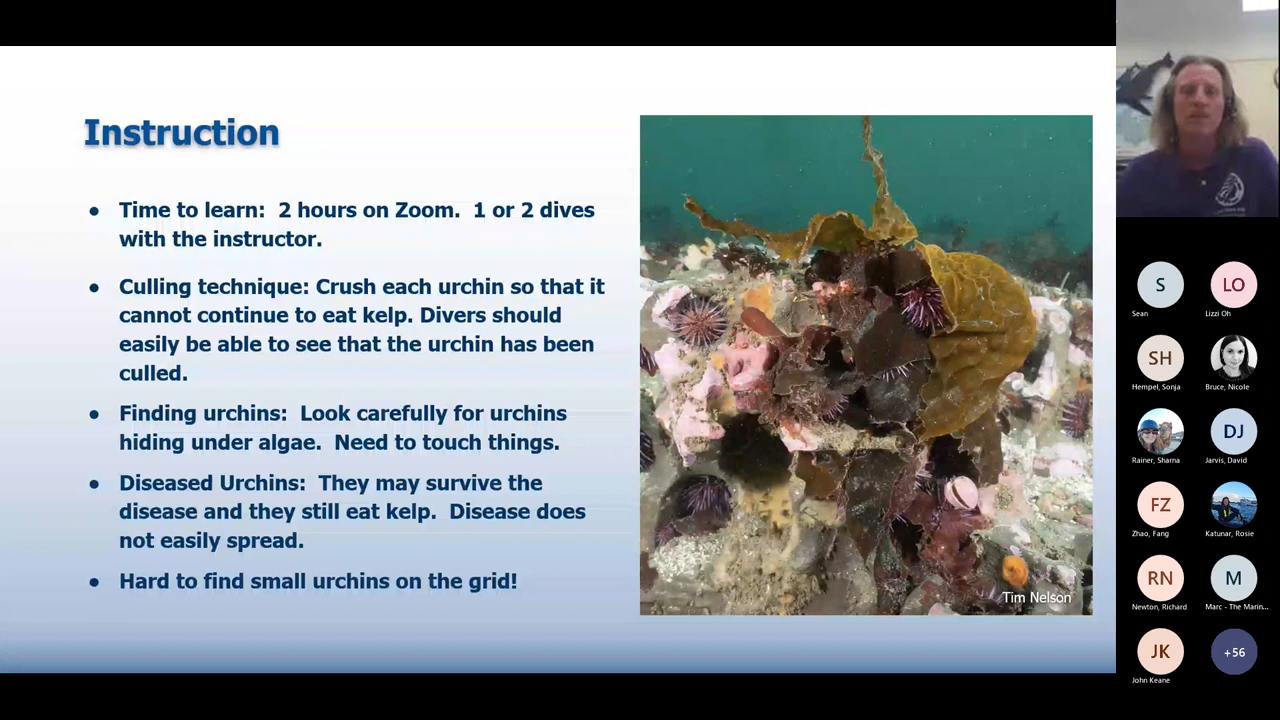 Instruction
● Time to learn:  2 hours on Zoom.  1 or 2 dives
with the instructor.
● Culling technique: Crush each urchin so that it
cannot continue to eat kelp. Divers should
easily be able to see that the urchin has been
culled.
● Finding urchins:  Look carefully for urchins
hiding under algae.  Need to touch things.
● Diseased Urchins:  They may survive the
disease and they still eat kelp.  Disease does
not easily spread.
● Hard to find small urchins on the grid!
Tim Nelson
S
Sean
LO
Lizzi Oh
SH
Hempel, Sonja
Bruce, Nicole
Rainer, Sharna
DJ
Jarvis, David
FZ
Zhao, Fang
Katunar, Rosie
RN
Newton, Richard
M
Marc - The Marin...
JK
John Keane
+56